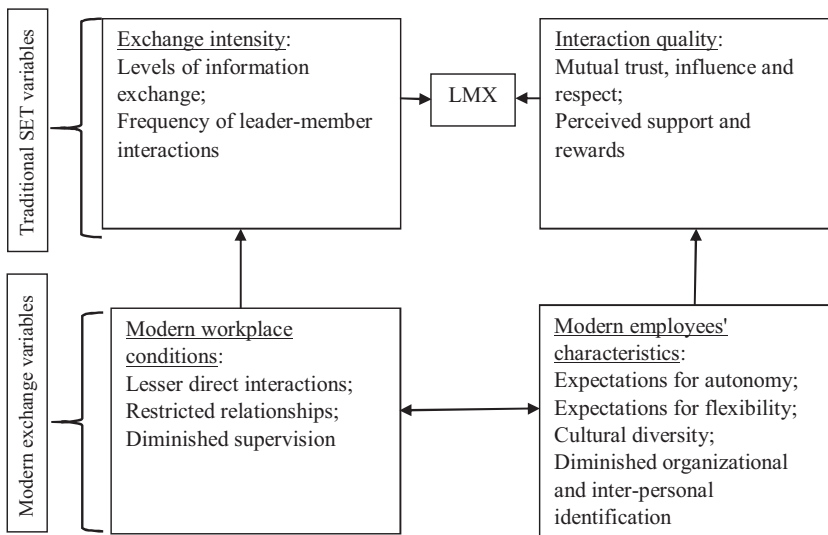 Traditional SET variables
Exchange intensity:
Levels of information
exchange;
Frequency of leader-member
interactions
LMX
Interaction quality:
Mutual trust, influence and
respect;
Perceived support and
rewards
Modern exchange variables
Modern workplace
conditions:
Lesser direct interactions;
Restricted relationships;
Diminished supervision
Modern employees'
characteristics:
Expectations for autonomy;
Expectations for flexibility;
Cultural diversity;
Diminished organizational
and inter-personal
identification